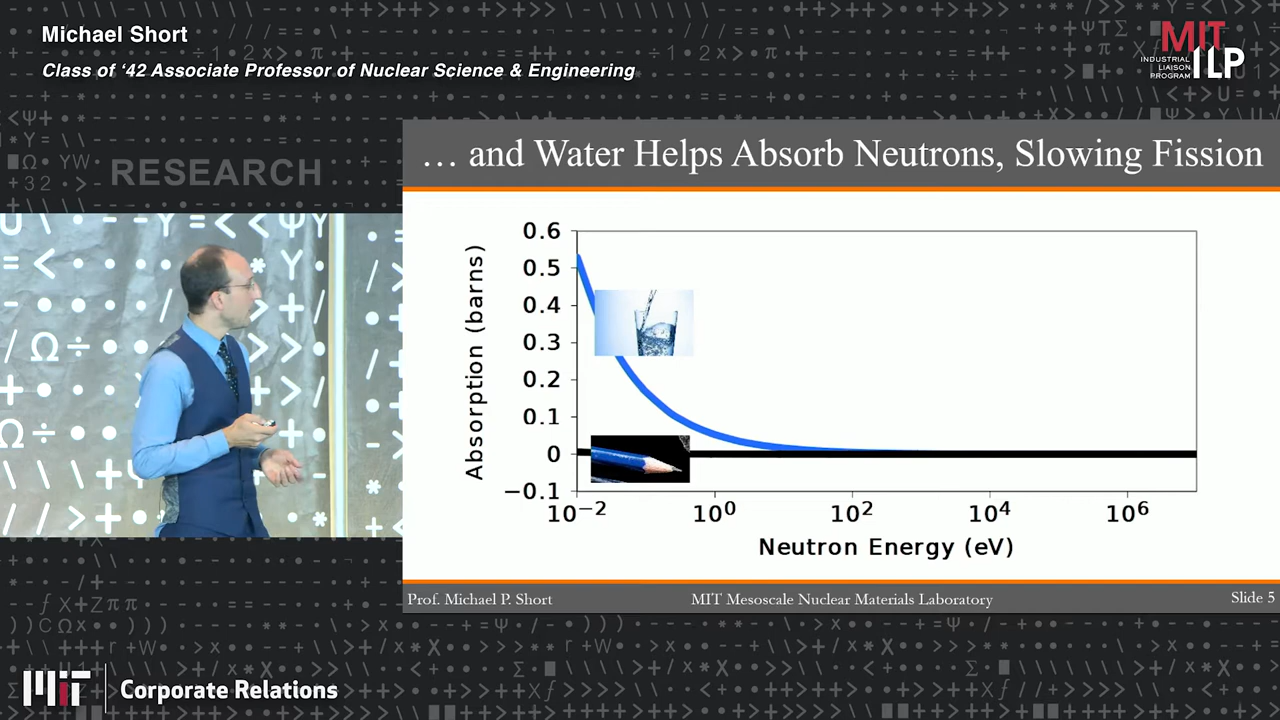 Michael Short
Class of ‘42 Associate Professor of Nuclear Science & Engineering
MIT
INDUSTRIAL
LIAISON
PROGRAM
ILP
RESEARCH
… and Water Helps Absorb Neutrons, Slowing Fission
0.6
0.5
0.4
0.3
0.2
0.1
0
−0.1
Absorption (barns)
10⁻² 10⁰ 10² 10⁴ 10⁶
Neutron Energy (eV)
Prof. Michael P. Short MIT Mesoscale Nuclear Materials Laboratory Slide 5
MIT Corporate Relations